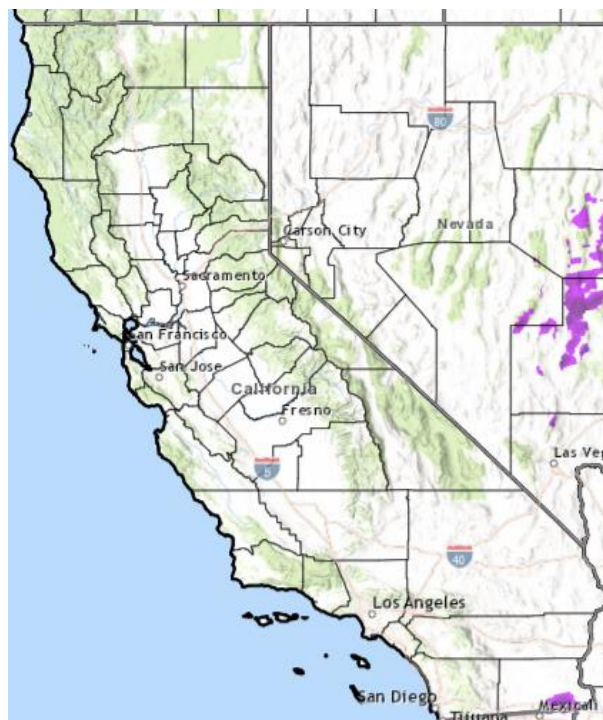 80
Carson City
Nevada
Sacramento
San Francisco
San Jose
California
Fresno
Las Veg
5
40
Los Angeles
San Diego
Mexicali
Tijuana